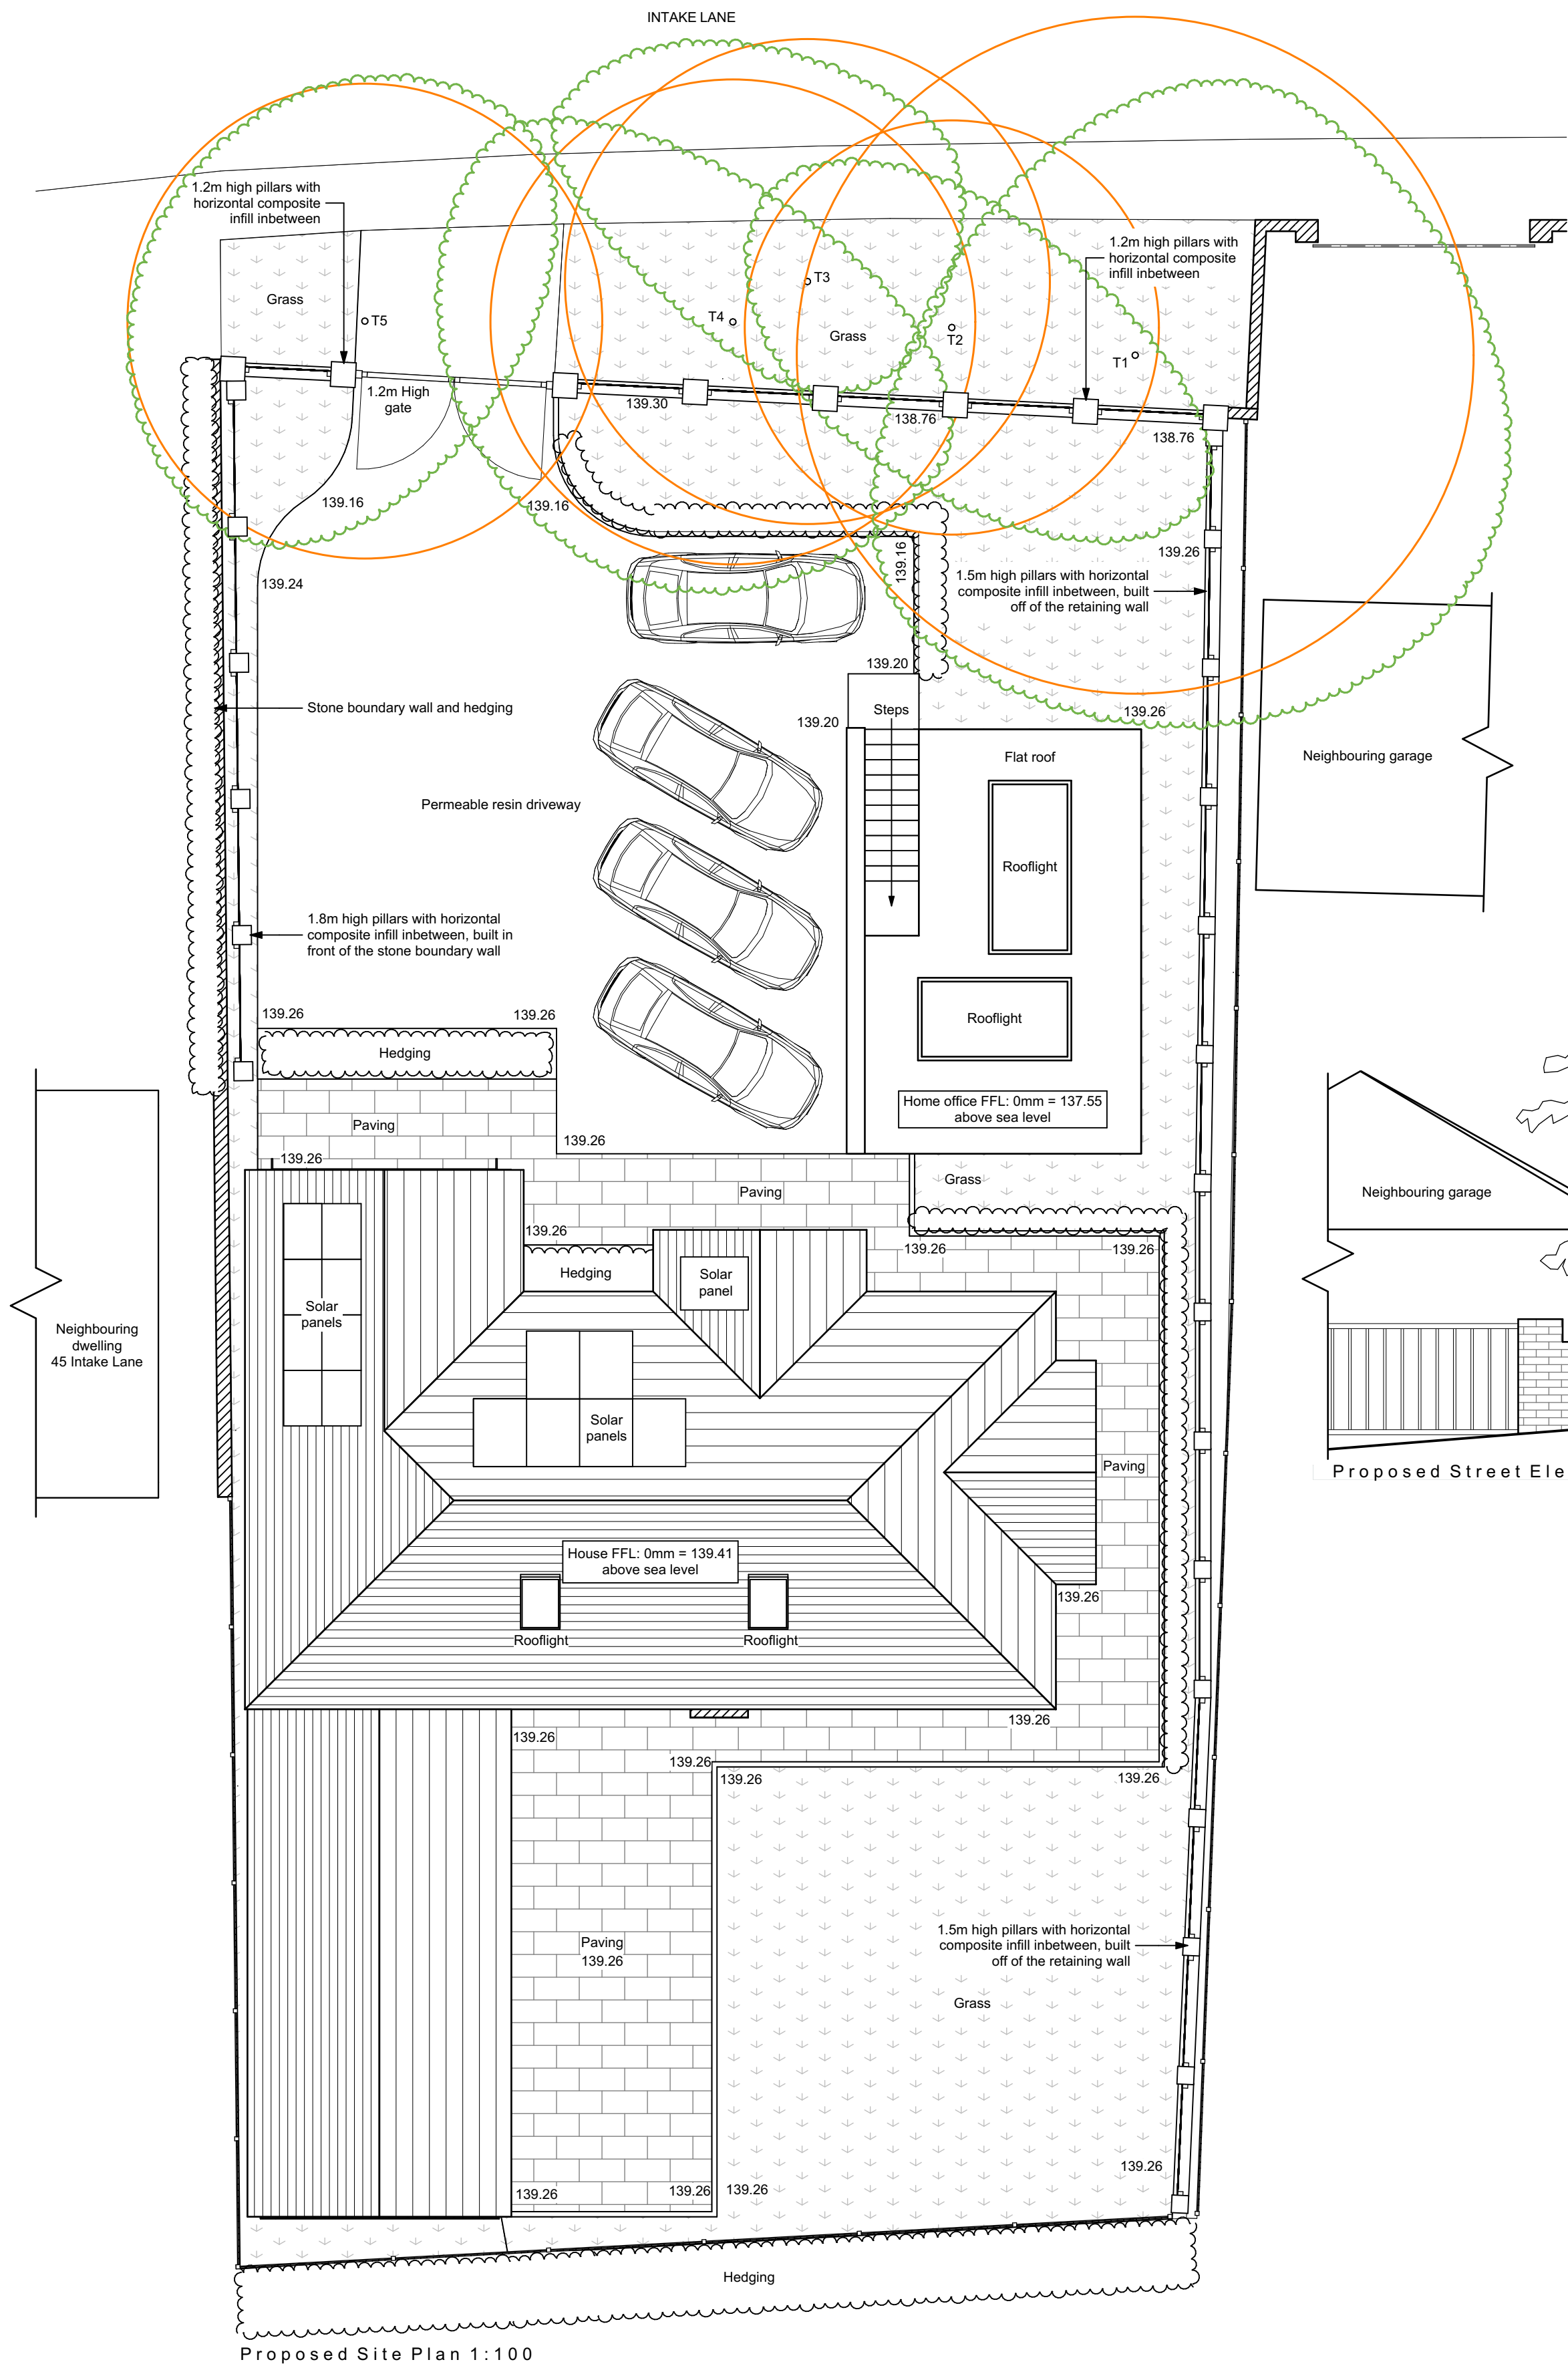 INTAKE LANE
1.2m high pillars with
horizontal composite
infill inbetween
1.2m high pillars with
horizontal composite
infill inbetween
Grass
T5
T4
T3
Grass
T2
T1
1.2m High
gate
139.30
138.76
138.76
139.16
139.16
139.16
139.26
139.24
1.5m high pillars with horizontal
composite infill inbetween, built
off of the retaining wall
139.20
139.20
Steps
139.26
Stone boundary wall and hedging
Flat roof
Neighbouring garage
Permeable resin driveway
Rooflight
1.8m high pillars with horizontal
composite infill inbetween, built in
front of the stone boundary wall
139.26
139.26
Rooflight
Hedging
Home office FFL: 0mm = 137.55
above sea level
Paving
139.26
139.26
Grass
Paving
Neighbouring garage
139.26
139.26
139.26
Hedging
Solar
panel
Solar
panels
Neighbouring
dwelling
45 Intake Lane
Solar
panels
Paving
Proposed Street Ele
House FFL: 0mm = 139.41
above sea level
139.26
Rooflight
Rooflight
139.26
139.26
139.26
139.26
139.26
Paving
139.26
1.5m high pillars with horizontal
composite infill inbetween, built
off of the retaining wall
Grass
139.26
139.26
139.26
139.26
Hedging
Proposed Site Plan 1:100